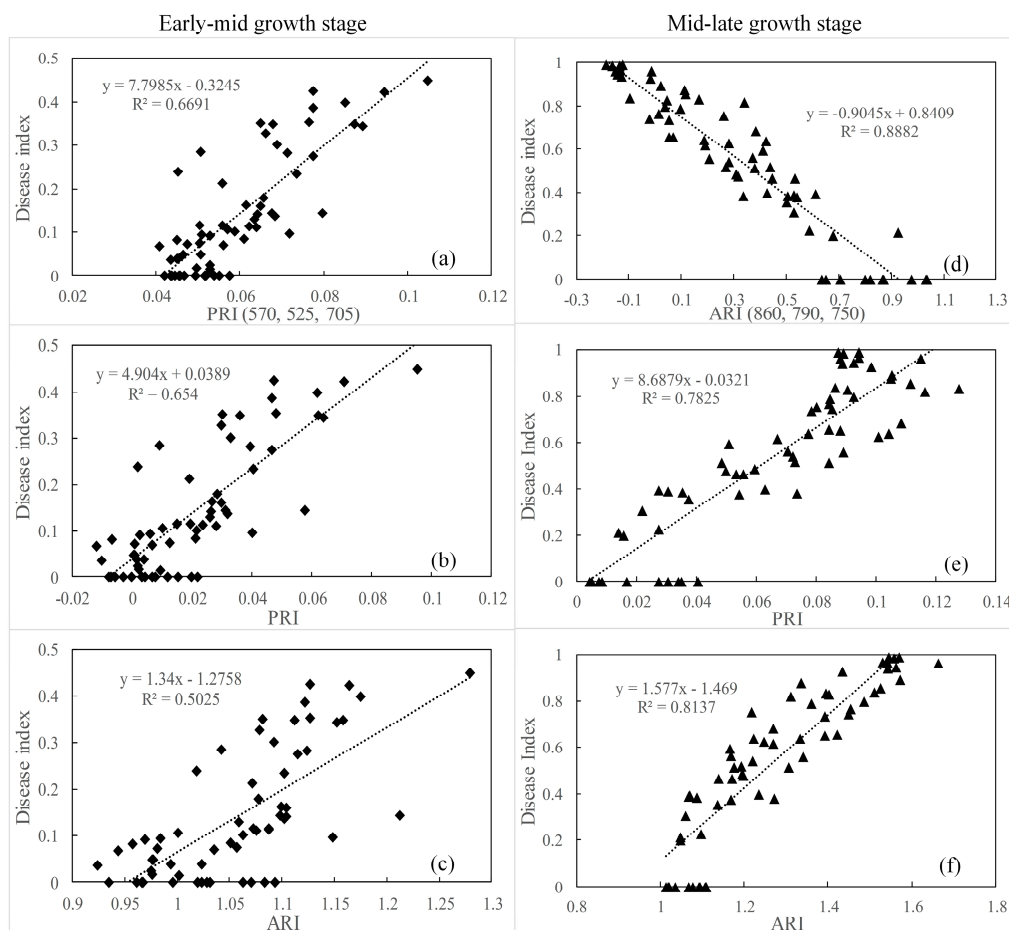 Early-mid growth stage
Mid-late growth stage
0.5
0.4
0.3
0.2
0.1
0
Disease index
y = 7.7985x - 0.3245
R² = 0.6691
(a)
0.02 0.04 0.06 0.08 0.1 0.12
PRI (570, 525, 705)
1
0.8
0.6
0.4
0.2
0
Disease index
y = -0.9045x + 0.8409
R² = 0.8882
(d)
-0.3 -0.1 0.1 0.3 0.5 0.7 0.9 1.1 1.3
ARI (860, 790, 750)
0.5
0.4
0.3
0.2
0.1
0
Disease index
y = 4.904x + 0.0389
R² = 0.654
(b)
-0.02 0 0.02 0.04 0.06 0.08 0.1 0.12
PRI
1
0.8
0.6
0.4
0.2
0
Disease Index
y = 8.6879x - 0.0321
R² = 0.7825
(e)
0 0.02 0.04 0.06 0.08 0.1 0.12 0.14
PRI
0.5
0.4
0.3
0.2
0.1
0
Disease index
y = 1.34x - 1.2758
R² = 0.5025
(c)
0.9 0.95 1 1.05 1.1 1.15 1.2 1.25 1.3
ARI
1
0.8
0.6
0.4
0.2
0
Disease Index
y = 1.577x - 1.469
R² = 0.8137
(f)
0.8 1 1.2 1.4 1.6 1.8
ARI